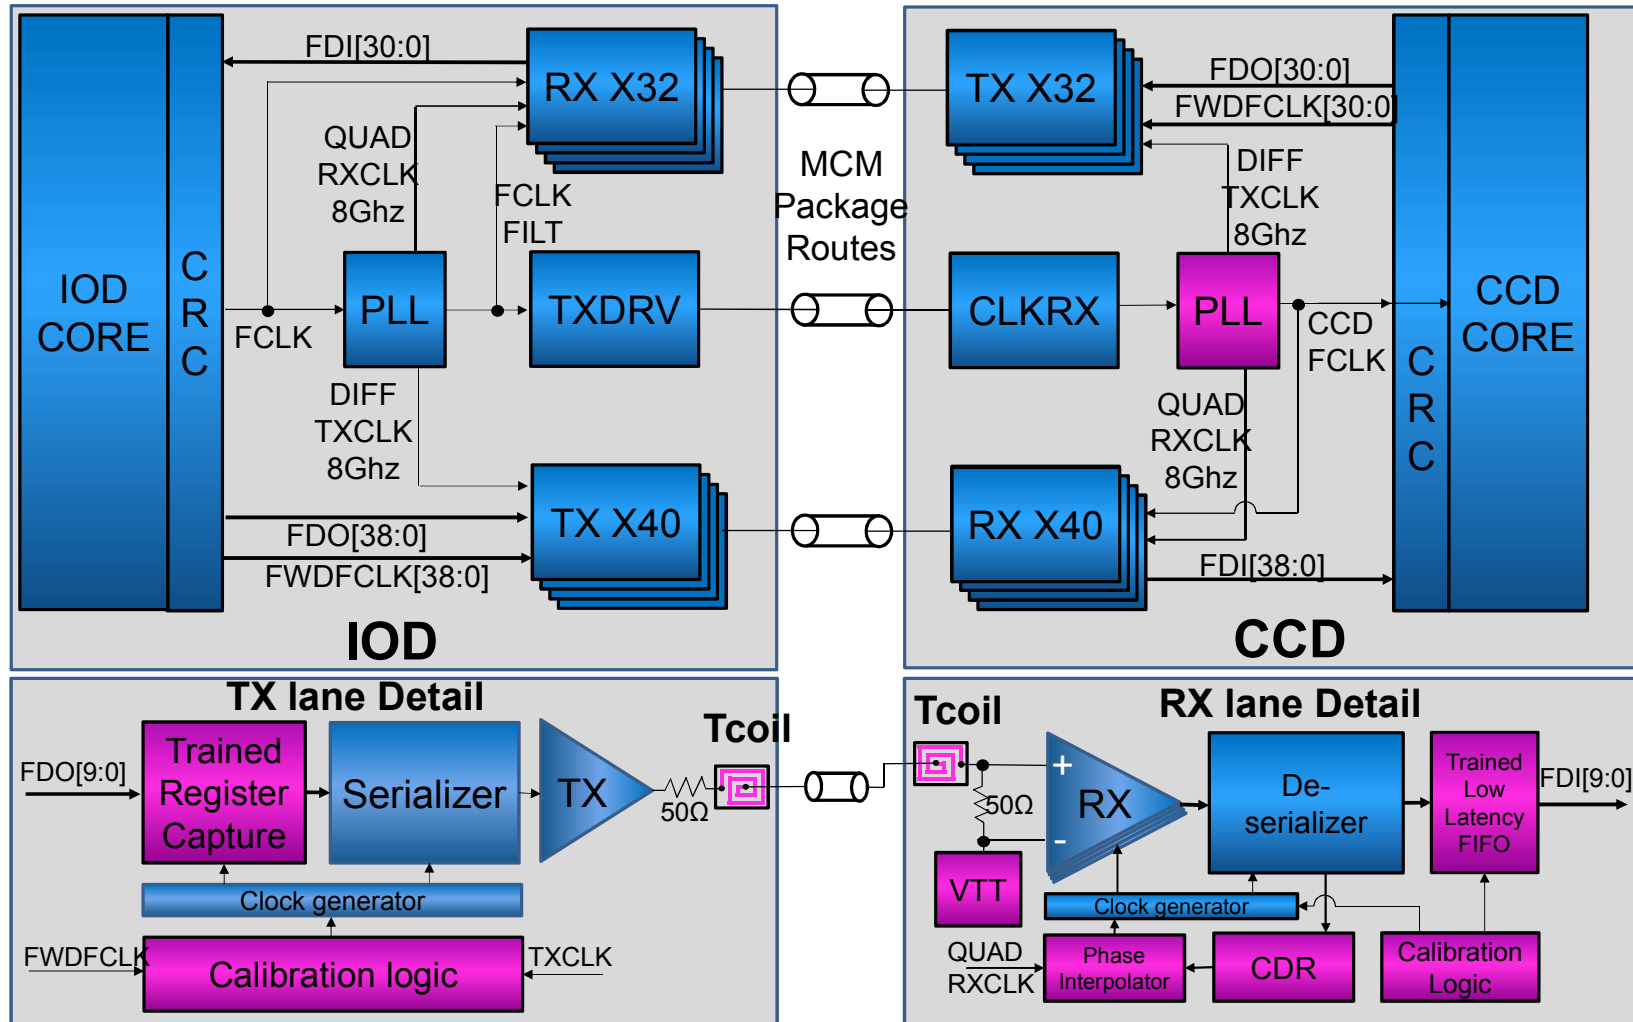 FDI[30:0]
RX X32
QUAD
RXCLK
8Ghz
FCLK
FILT
IOD
CORE
C
R
C
FCLK
PLL
TXDRV
DIFF
TXCLK
8Ghz
TX X40
FDO[38:0]
FWDFCLK[38:0]
IOD
MCM
Package
Routes
TX X32
FDO[30:0]
FWDFCLK[30:0]
DIFF
TXCLK
8Ghz
CLKRX
PLL
CCD
FCLK
C
R
C
CCD
CORE
QUAD
RXCLK
8Ghz
RX X40
FDI[38:0]
CCD
TX lane Detail
Tcoil
FDO[9:0]
Trained
Register
Capture
Serializer
TX
50Ω
Clock generator
FWDFCLK
Calibration logic
TXCLK
Tcoil
RX lane Detail
+
-
RX
50Ω
VTT
De-
serializer
Trained
Low
Latency
FIFO
FDI[9:0]
Clock generator
QUAD
RXCLK
Phase
Interpolator
CDR
Calibration
Logic